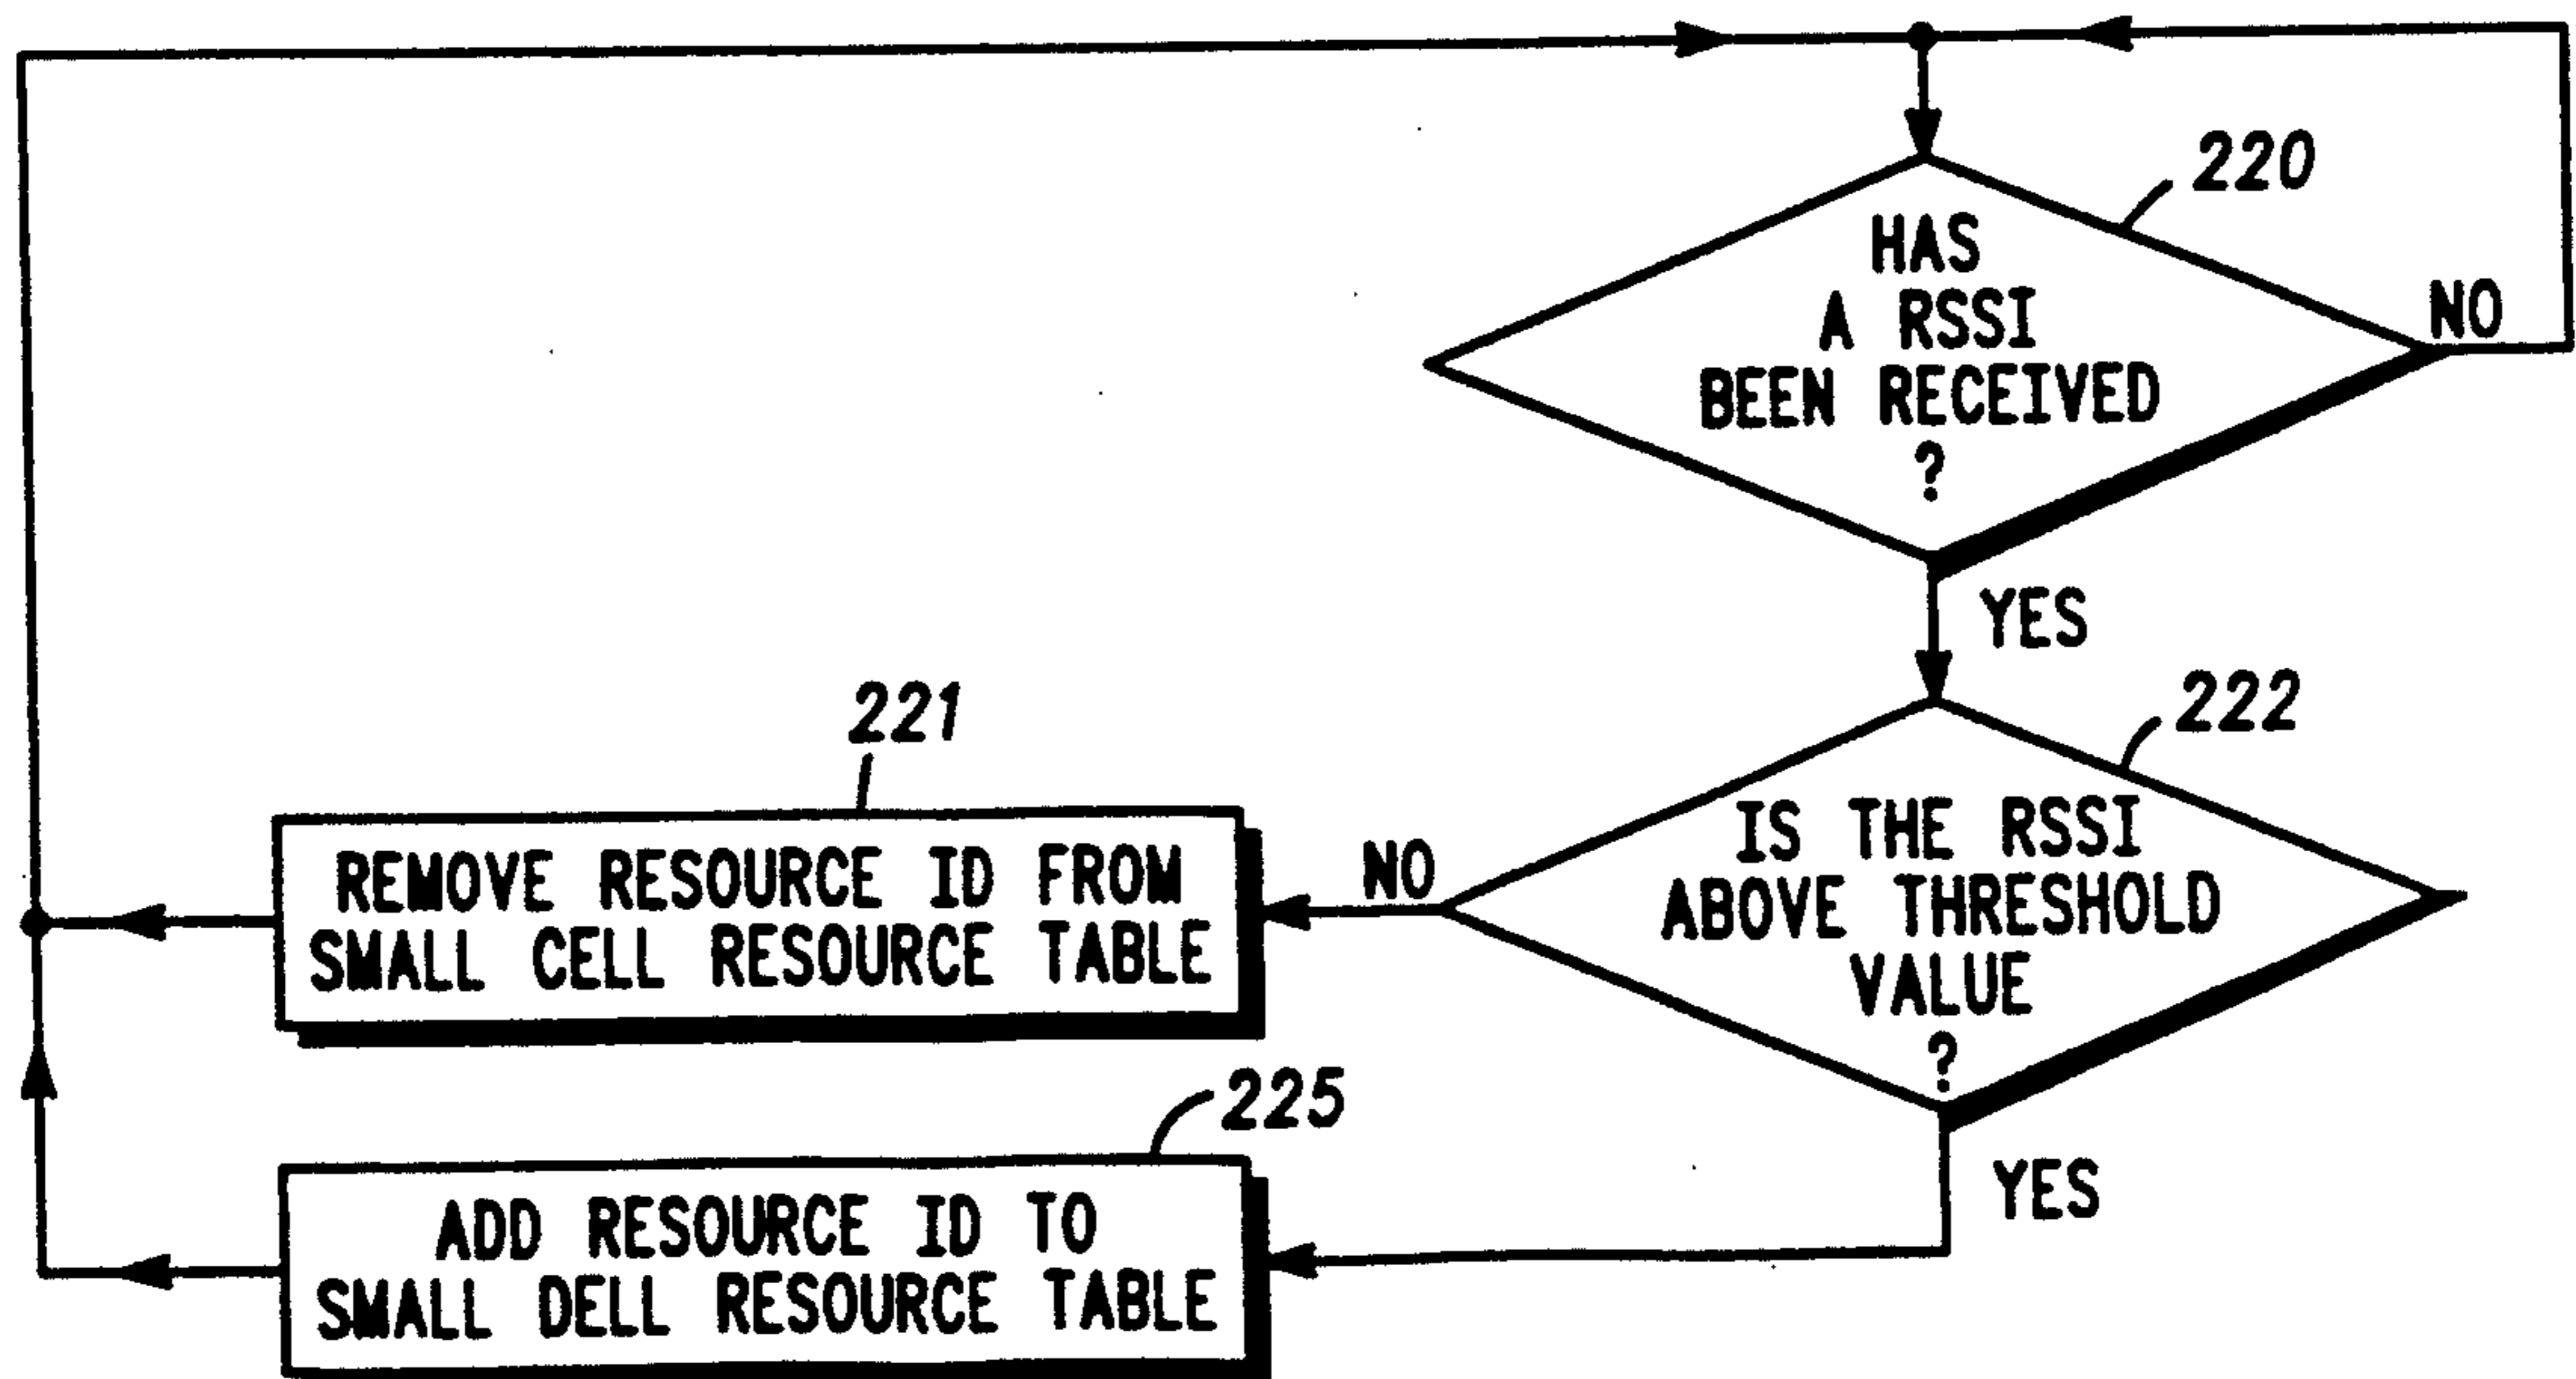 220
HAS
A RSSI
BEEN RECEIVED
?
NO
YES
222
IS THE RSSI
ABOVE THRESHOLD
VALUE
?
NO
YES
221
REMOVE RESOURCE ID FROM
SMALL CELL RESOURCE TABLE
225
ADD RESOURCE ID TO
SMALL DELL RESOURCE TABLE